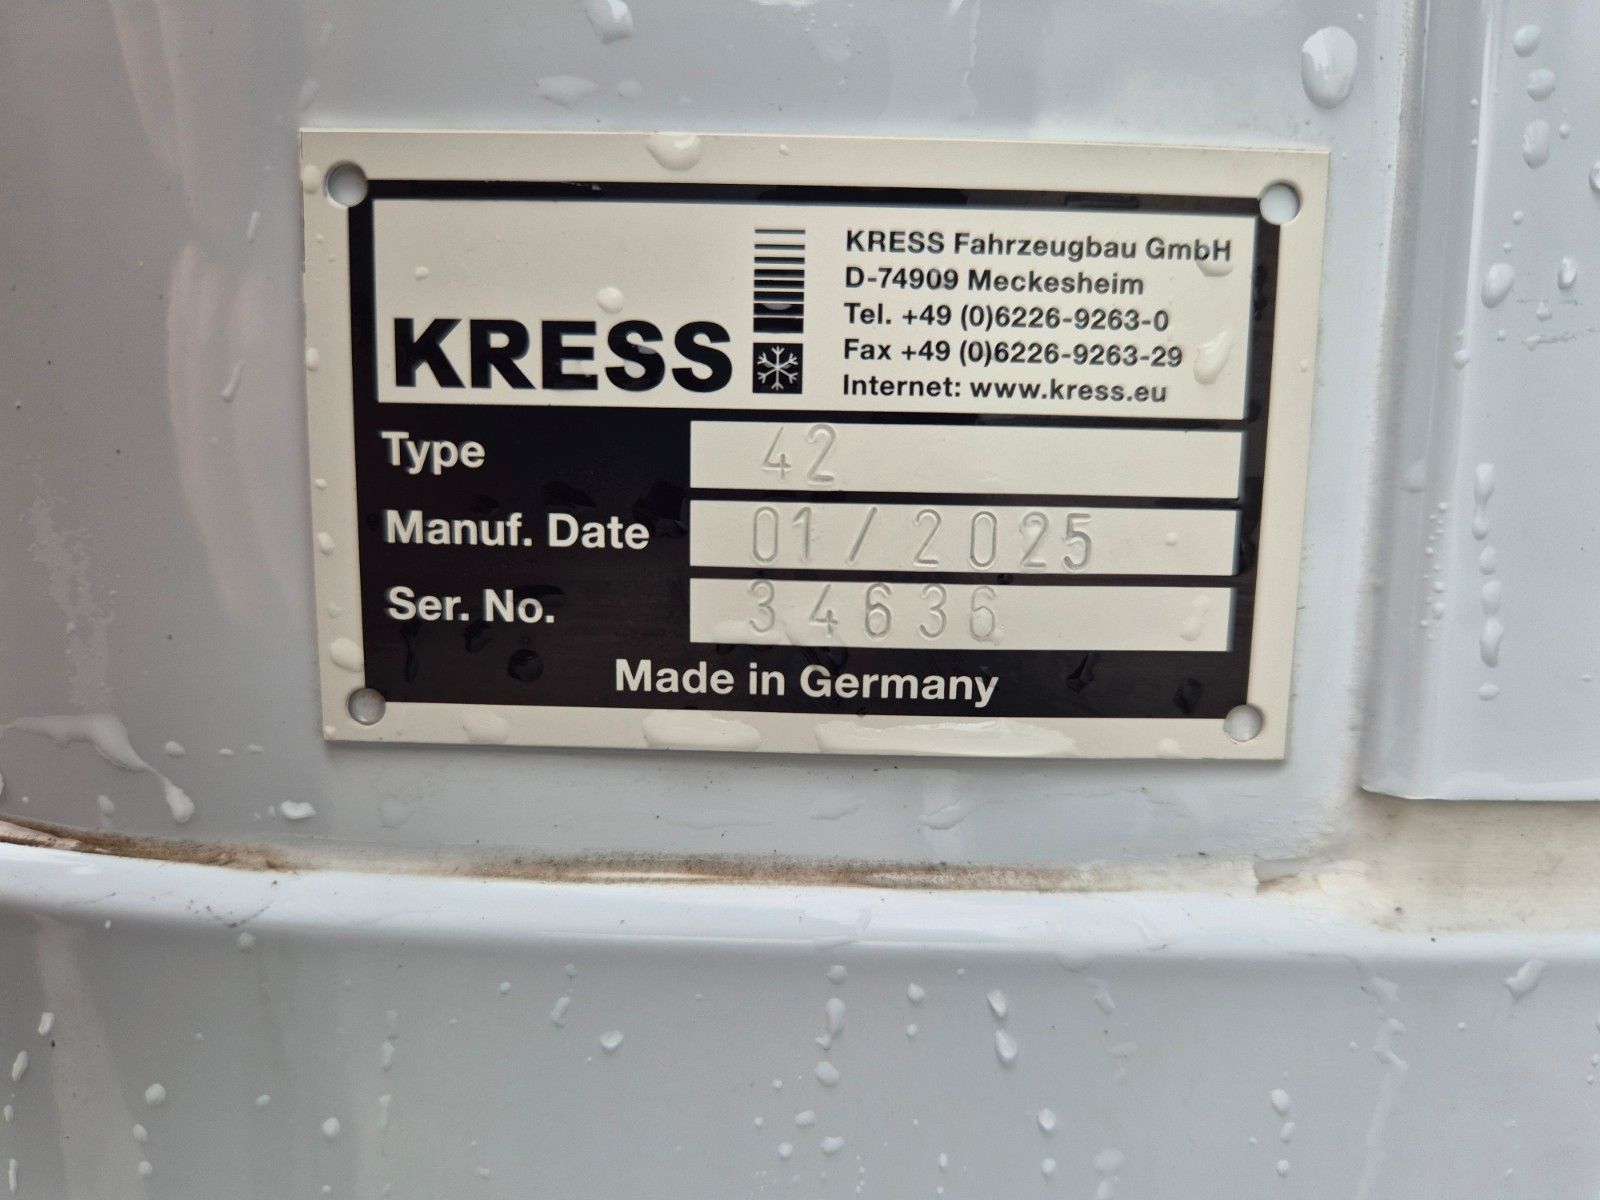 KRESS
KRESS Fahrzeugbau GmbH
D-74909 Meckesheim
Tel. +49 (0)6226-9263-0
Fax +49 (0)6226-9263-29
Internet: www.kress.eu
Type 42
Manuf. Date 01/2025
Ser. No. 34636
Made in Germany